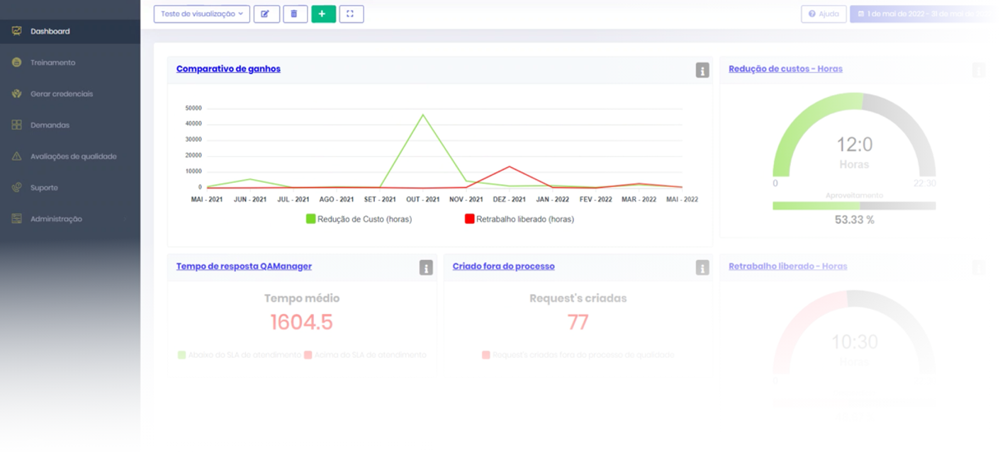 Teste de visualização
Ajuda
1 de mai de 2022 - 31 de mai de
Dashboard
Treinamento
Gerar credenciais
Demandas
Avaliações de qualidade
Suporte
Administração
Comparativo de ganhos
50000
40000
30000
20000
10000
0
MAI - 2021 JUN - 2021 JUL - 2021 AGO - 2021 SET - 2021 OUT - 2021 NOV - 2021 DEZ - 2021 JAN - 2022 FEV - 2022 MAR - 2022 MAI - 2022
Redução de Custo (horas) Retrabalho liberado (horas)
Redução de custos - Horas
12:0
Horas
0 22:30
Aproveitamento
53.33 %
Tempo de resposta QAManager
Tempo médio
1604.5
Abaixo do SLA de atendimento Acima do SLA de atendimento
Criado fora do processo
Request's criadas
77
Request's criadas fora do processo de qualidade
Retrabalho liberado - Horas
10:30
Horas